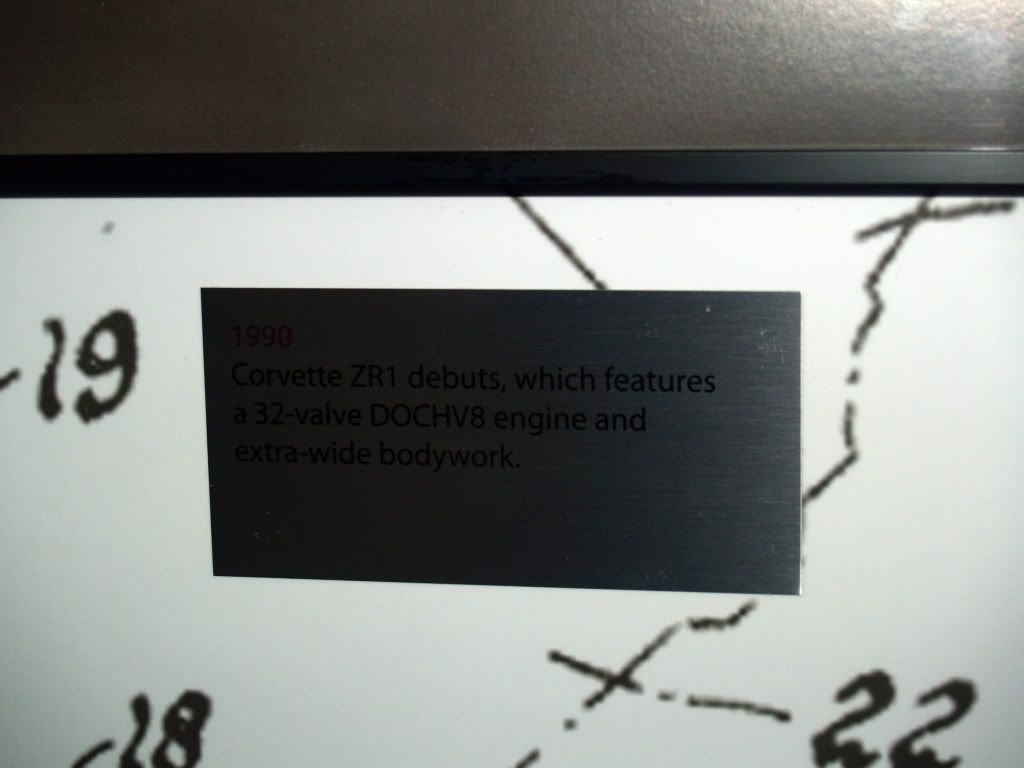 -19
1990
Corvette ZR1 debuts, which features
a 32-valve DOCHV8 engine and
extra-wide bodywork.
18
22